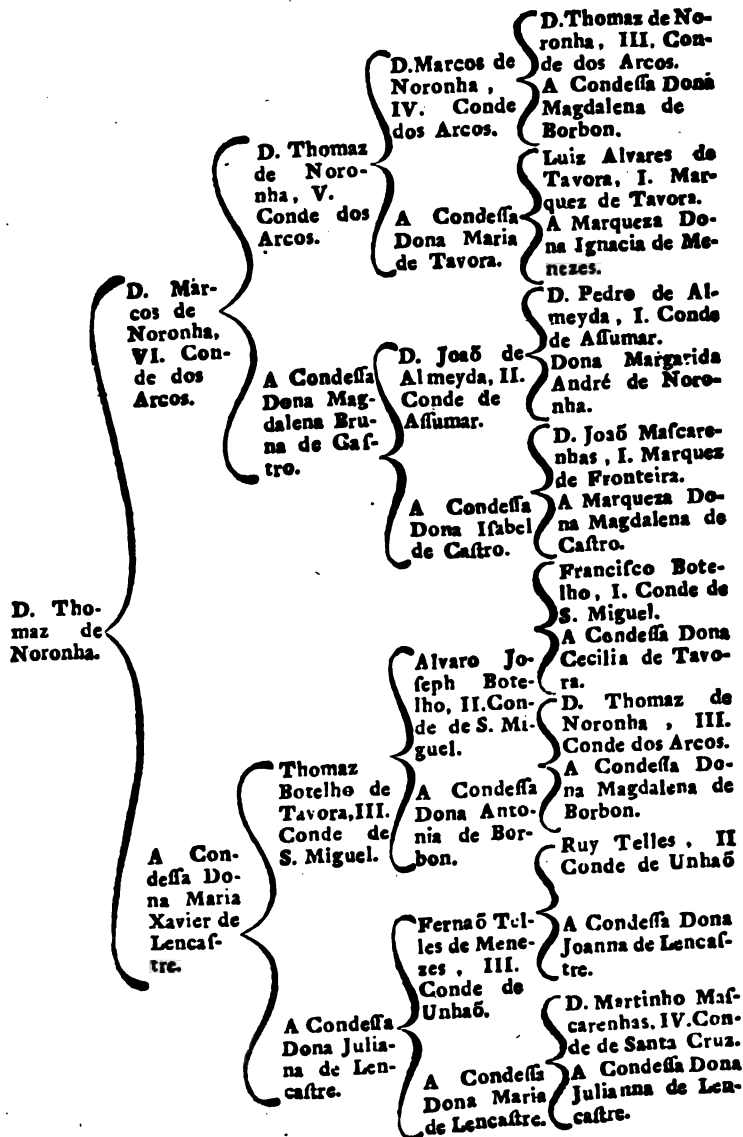 D. Tho-
maz de
Noronha.
D. Mar-
cos de
Noronha,
VI. Con-
de dos
Arcos.
A Con-
deſſa Do-
na Maria
Xavier de
Lencaſ-
tre.
D. Thomaz
de Noro-
nha, V.
Conde dos
Arcos.
A Condeſſa
Dona Mag-
dalena Bru-
na de Caſ-
tro.
Thomaz
Botelho de
Tavora, III.
Conde de
S. Miguel.
A Condeſſa
Dona Julia-
na de Len-
caſtre.
D. Marcos de
Noronha,
IV. Conde
dos Arcos.
A Condeſſa
Dona Maria
de Tavora.
D. Joaõ de
Almeyda, II.
Conde de
Aſſumar.
A Condeſſa
Dona Iſabel
de Caſtro.
Alvaro Jo-
ſeph Bote-
lho, II. Con-
de de S. Mi-
guel.
A Condeſſa
Dona Anto-
nia de Bor-
bon.
Fernaõ Tel-
les de Mene-
zes, III.
Conde de
Unhaõ.
A Condeſſa
Dona Maria
de Lencaſtre.
D. Thomaz de No-
ronha, III. Con-
de dos Arcos.
A Condeſſa Dona
Magdalena de
Borbon.
Luiz Alvares de
Tavora, I. Mar-
quez de Tavora.
A Marqueza Do-
na Ignacia de Me-
nezes.
D. Pedro de Al-
meyda, I. Conde
de Aſſumar.
Dona Margarida
André de Noro-
nha.
D. Joaõ Maſcare-
nhas, I. Marquez
de Fronteira.
A Marqueza Do-
na Magdalena de
Caſtro.
Franciſco Bote-
lho, I. Conde de
S. Miguel.
A Condeſſa Dona
Cecilia de Tavo-
ra.
D. Thomaz de
Noronha, III.
Conde dos Arcos.
A Condeſſa Do-
na Magdalena de
Borbon.
Ruy Telles, II
Conde de Unhaõ
A Condeſſa Dona
Joanna de Lencaſ-
tre.
D. Martinho Maſ-
carenhas, IV. Con-
de de Santa Cruz.
A Condeſſa Dona
Julianna de Len-
caſtre.